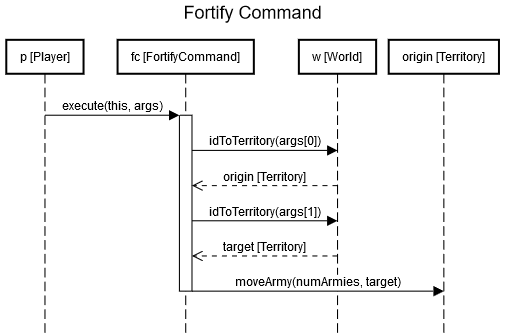 Fortify Command
p [Player]
fc [FortifyCommand]
w [World]
origin [Territory]
execute(this, args)
idToTerritory(args[0])
origin [Territory]
idToTerritory(args[1])
target [Territory]
moveArmy(numArmies, target)